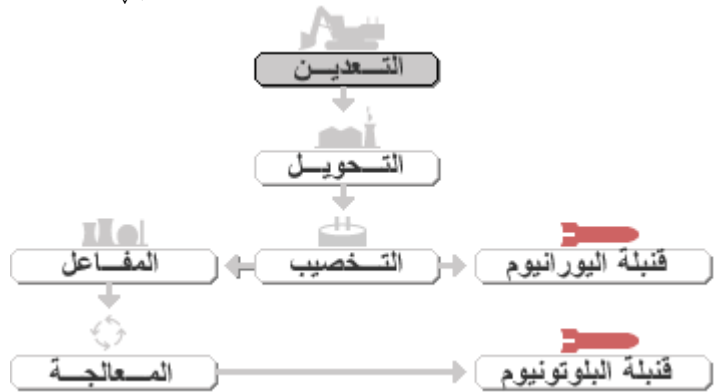 التعدين
التحويل
قنبلة اليورانيوم
التخصيب
المفاعل
قنبلة البلوتونيوم
المعالجة